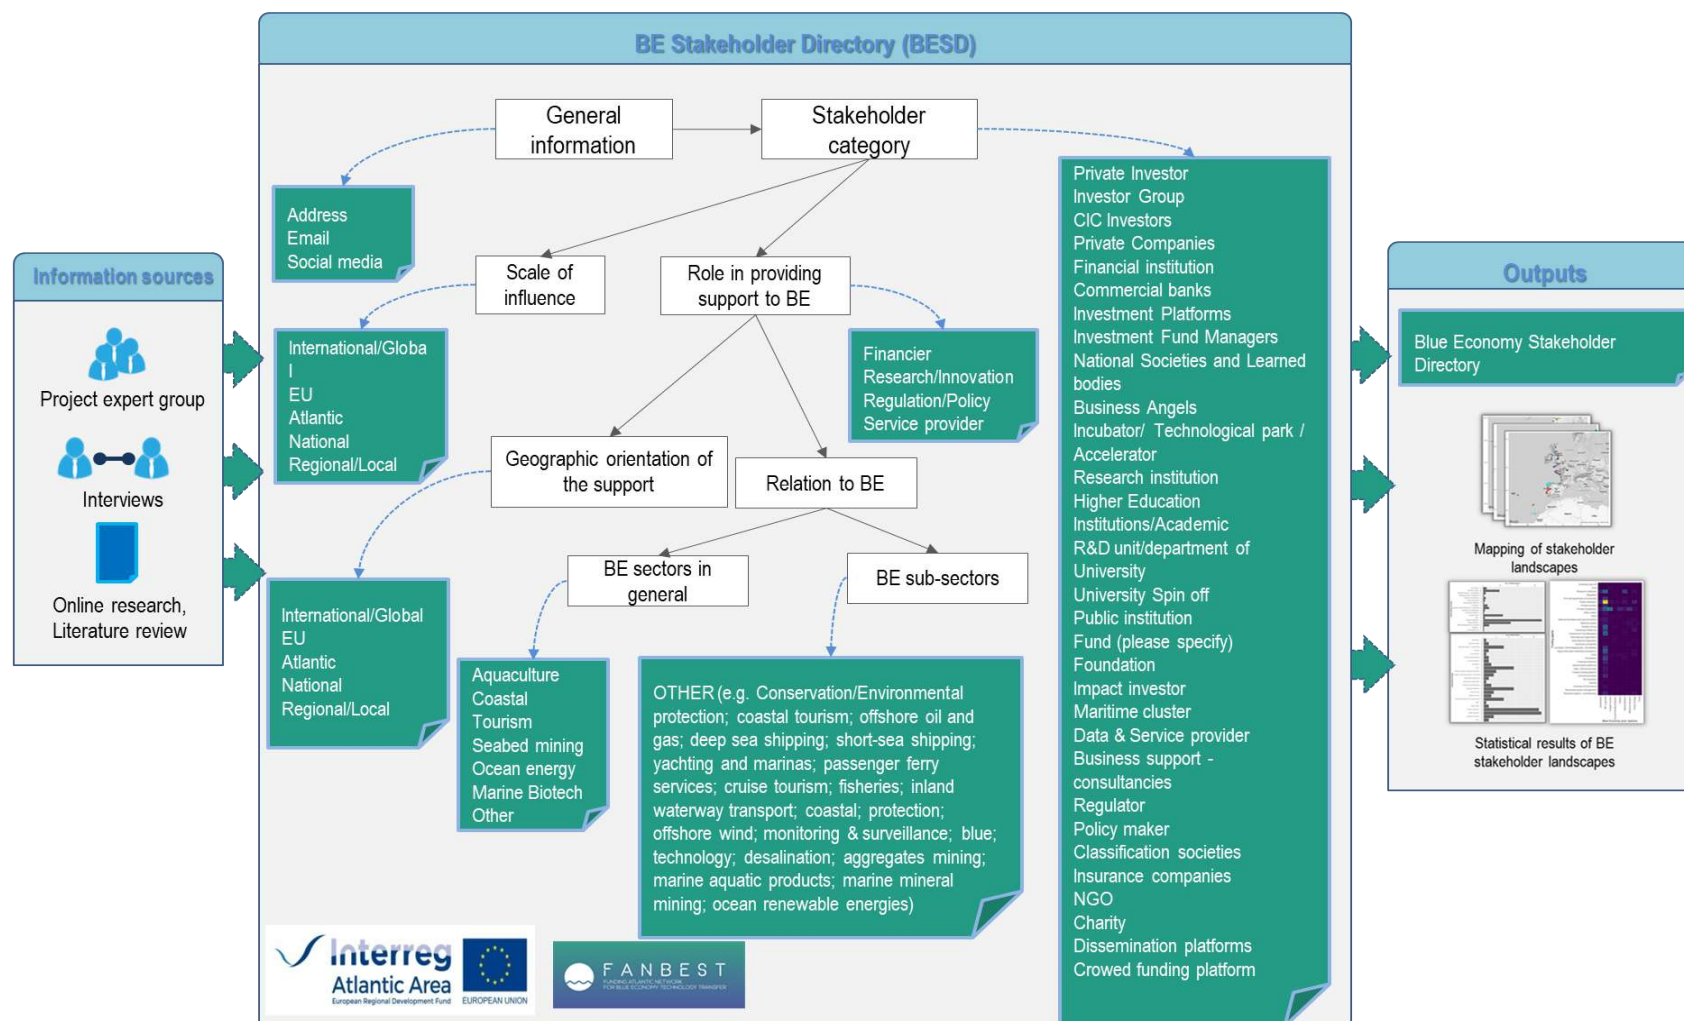 BE Stakeholder Directory (BESD)
General
information
Stakeholder
category
Address
Email
Social media
Private Investor
Investor Group
CIC Investors
Private Companies
Financial institution
Commercial banks
Investment Platforms
Investment Fund Managers
National Societies and Learned
bodies
Business Angels
Incubator/ Technological park /
Accelerator
Research institution
Higher Education
Institutions/Academic
R&D unit/department of
University
University Spin off
Public institution
Fund (please specify)
Foundation
Impact investor
Maritime cluster
Data & Service provider
Business support -
consultancies
Regulator
Policy maker
Classification societies
Insurance companies
NGO
Charity
Dissemination platforms
Crowed funding platform
Information sources
Project expert group
Interviews
Online research,
Literature review
Scale of
influence
Role in providing
support to BE
International/Globa
l
EU
Atlantic
National
Regional/Local
Financier
Research/Innovation
Regulation/Policy
Service provider
Geographic orientation of
the support
Relation to BE
BE sectors in
general
BE sub-sectors
International/Global
EU
Atlantic
National
Regional/Local
Aquaculture
Coastal
Tourism
Seabed mining
Ocean energy
Marine Biotech
Other
OTHER (e.g. Conservation/Environmental
protection; coastal tourism; offshore oil and
gas; deep sea shipping; short-sea shipping;
yachting and marinas; passenger ferry
services; cruise tourism; fisheries; inland
waterway transport; coastal; protection;
offshore wind; monitoring & surveillance; blue;
technology; desalination; aggregates mining;
marine aquatic products; marine mineral
mining; ocean renewable energies)
Interreg
Atlantic Area
European Regional Development Fund
EUROPEAN UNION
FANBEST
FUNDING ATLANTIC NETWORK
FOR BLUE ECONOMY TECHNOLOGY TRANSFER
Outputs
Blue Economy Stakeholder
Directory
Mapping of stakeholder
landscapes
Statistical results of BE
stakeholder landscapes